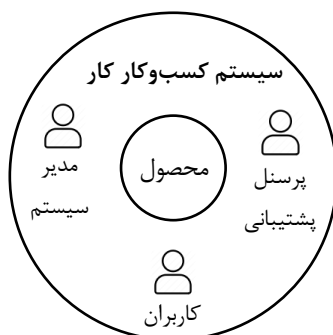 سیستم کسب‌وکار کار
مدیر
سیستم
محصول
پرسنل
پشتیبانی
کاربران